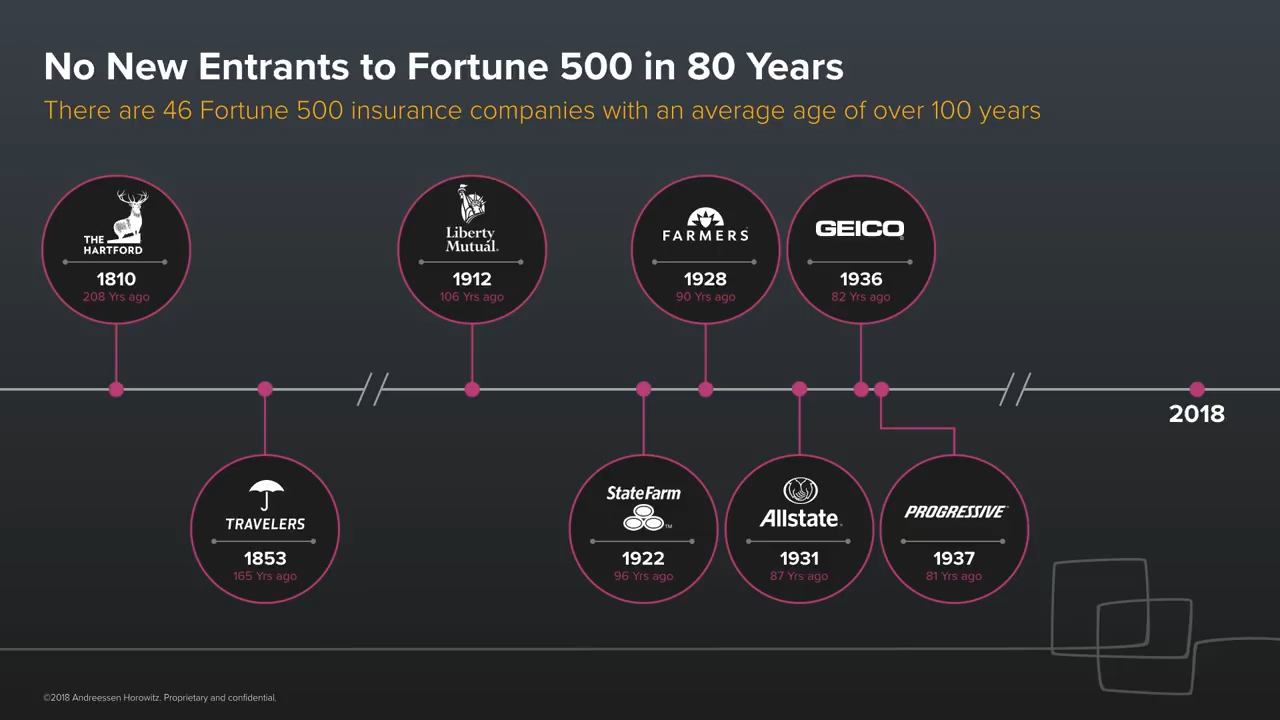 No New Entrants to Fortune 500 in 80 Years
There are 46 Fortune 500 insurance companies with an average age of over 100 years
THE
HARTFORD
1810
208 Yrs ago
Liberty
Mutual®
1912
106 Yrs ago
FARMERS
1928
90 Yrs ago
GEICO®
1936
82 Yrs ago
2018
TRAVELERS
1853
165 Yrs ago
StateFarm
™
1922
96 Yrs ago
Allstate®
1931
87 Yrs ago
PROGRESSIVE™
1937
81 Yrs ago
©2018 Andreessen Horowitz. Proprietary and confidential.